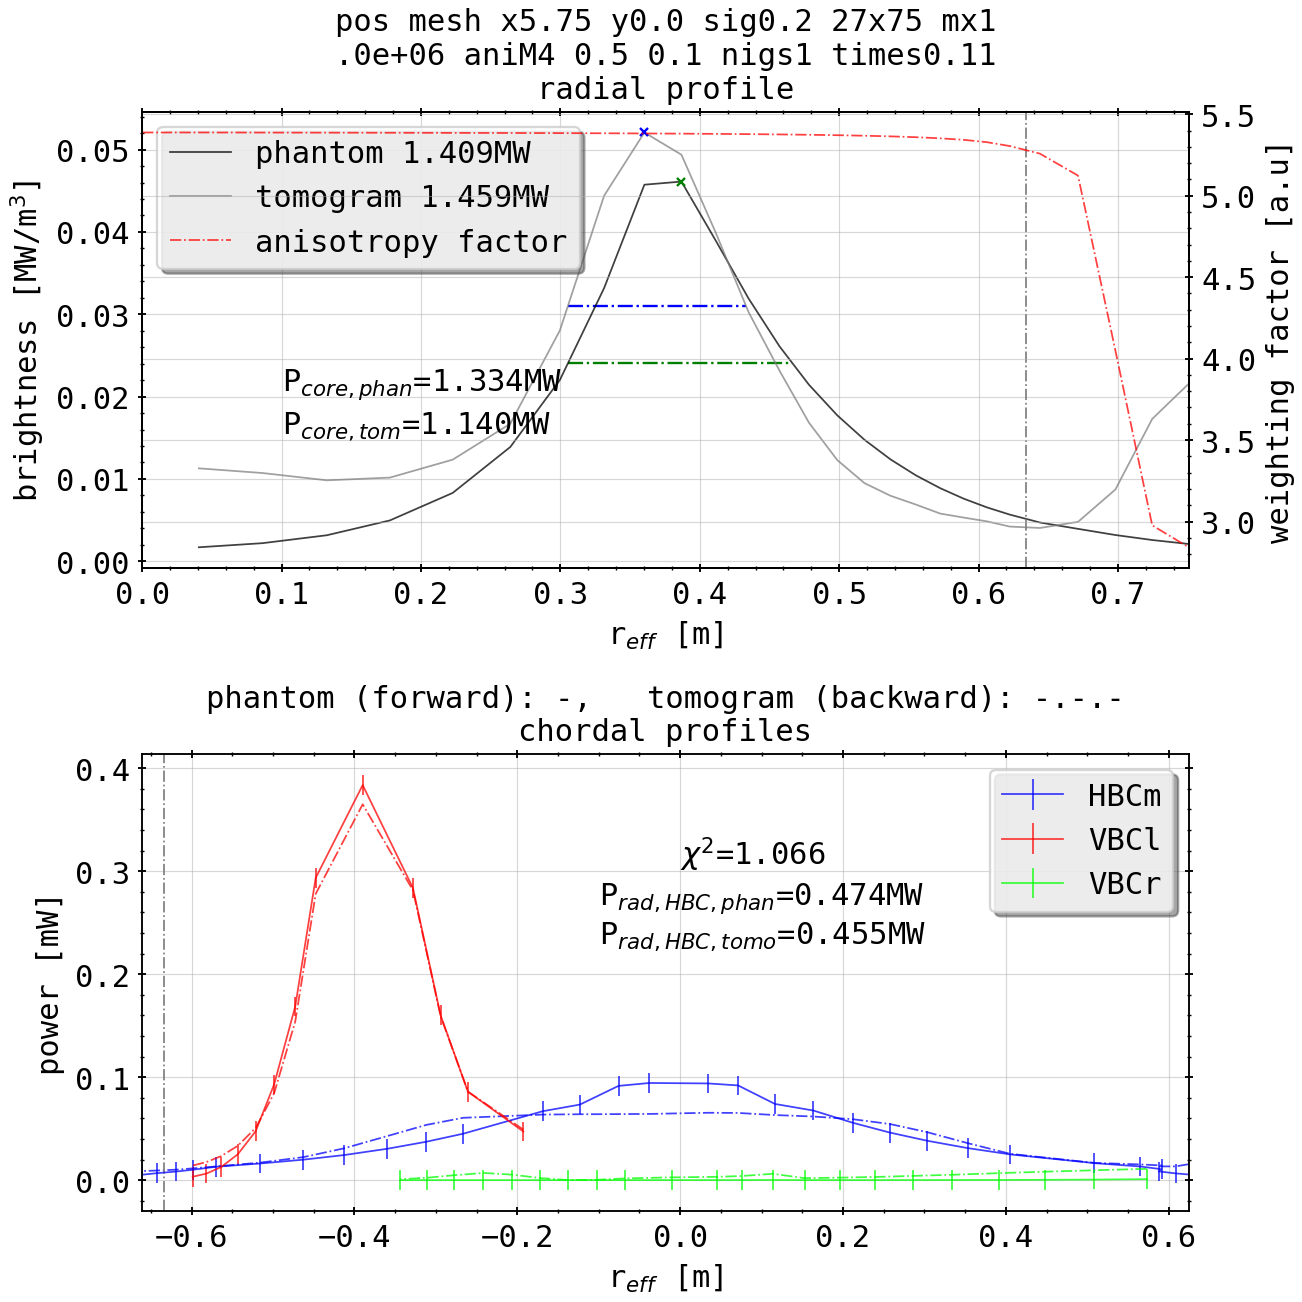 pos mesh x5.75 y0.0 sig0.2 27x75 mx1
.0e+06 aniM4 0.5 0.1 nigs1 times0.11
radial profile
brightness [MW/m³]
0.05
0.04
0.03
0.02
0.01
0.00
phantom 1.409MW
tomogram 1.459MW
anisotropy factor
P_core,phan=1.334MW
P_core,tom=1.140MW
5.5
5.0
4.5
4.0
3.5
3.0
weighting factor [a.u]
0.0 0.1 0.2 0.3 0.4 0.5 0.6 0.7
r_eff [m]
phantom (forward): -, tomogram (backward): -.-.-
chordal profiles
power [mW]
0.4
0.3
0.2
0.1
0.0
χ²=1.066
P_rad,HBC,phan=0.474MW
P_rad,HBC,tomo=0.455MW
HBCm
VBCl
VBCr
−0.6 −0.4 −0.2 0.0 0.2 0.4 0.6
r_eff [m]